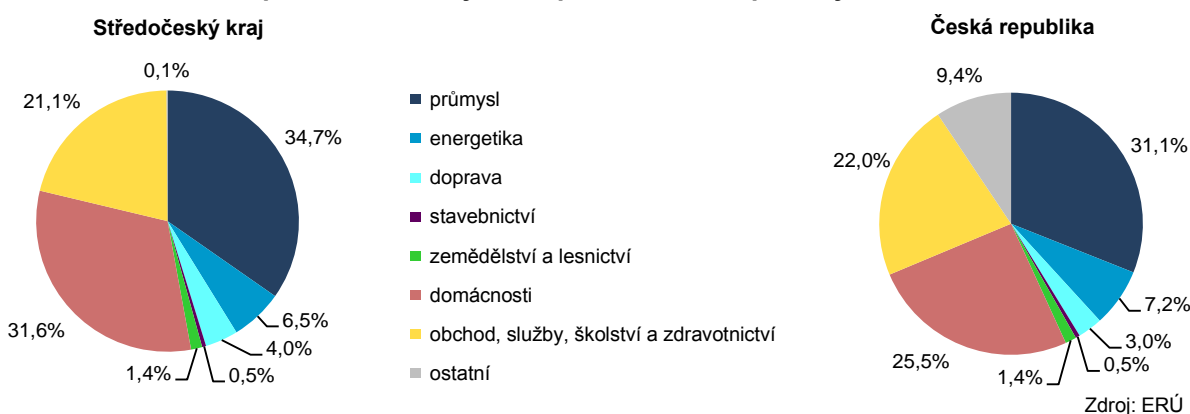 Středočeský kraj
0,1%
21,1%
34,7%
31,6%
6,5%
4,0%
1,4%
0,5%
průmysl
energetika
doprava
stavebnictví
zemědělství a lesnictví
domácnosti
obchod, služby, školství a zdravotnictví
ostatní
Česká republika
9,4%
22,0%
31,1%
7,2%
3,0%
25,5%
1,4%
0,5%
Zdroj: ERÚ